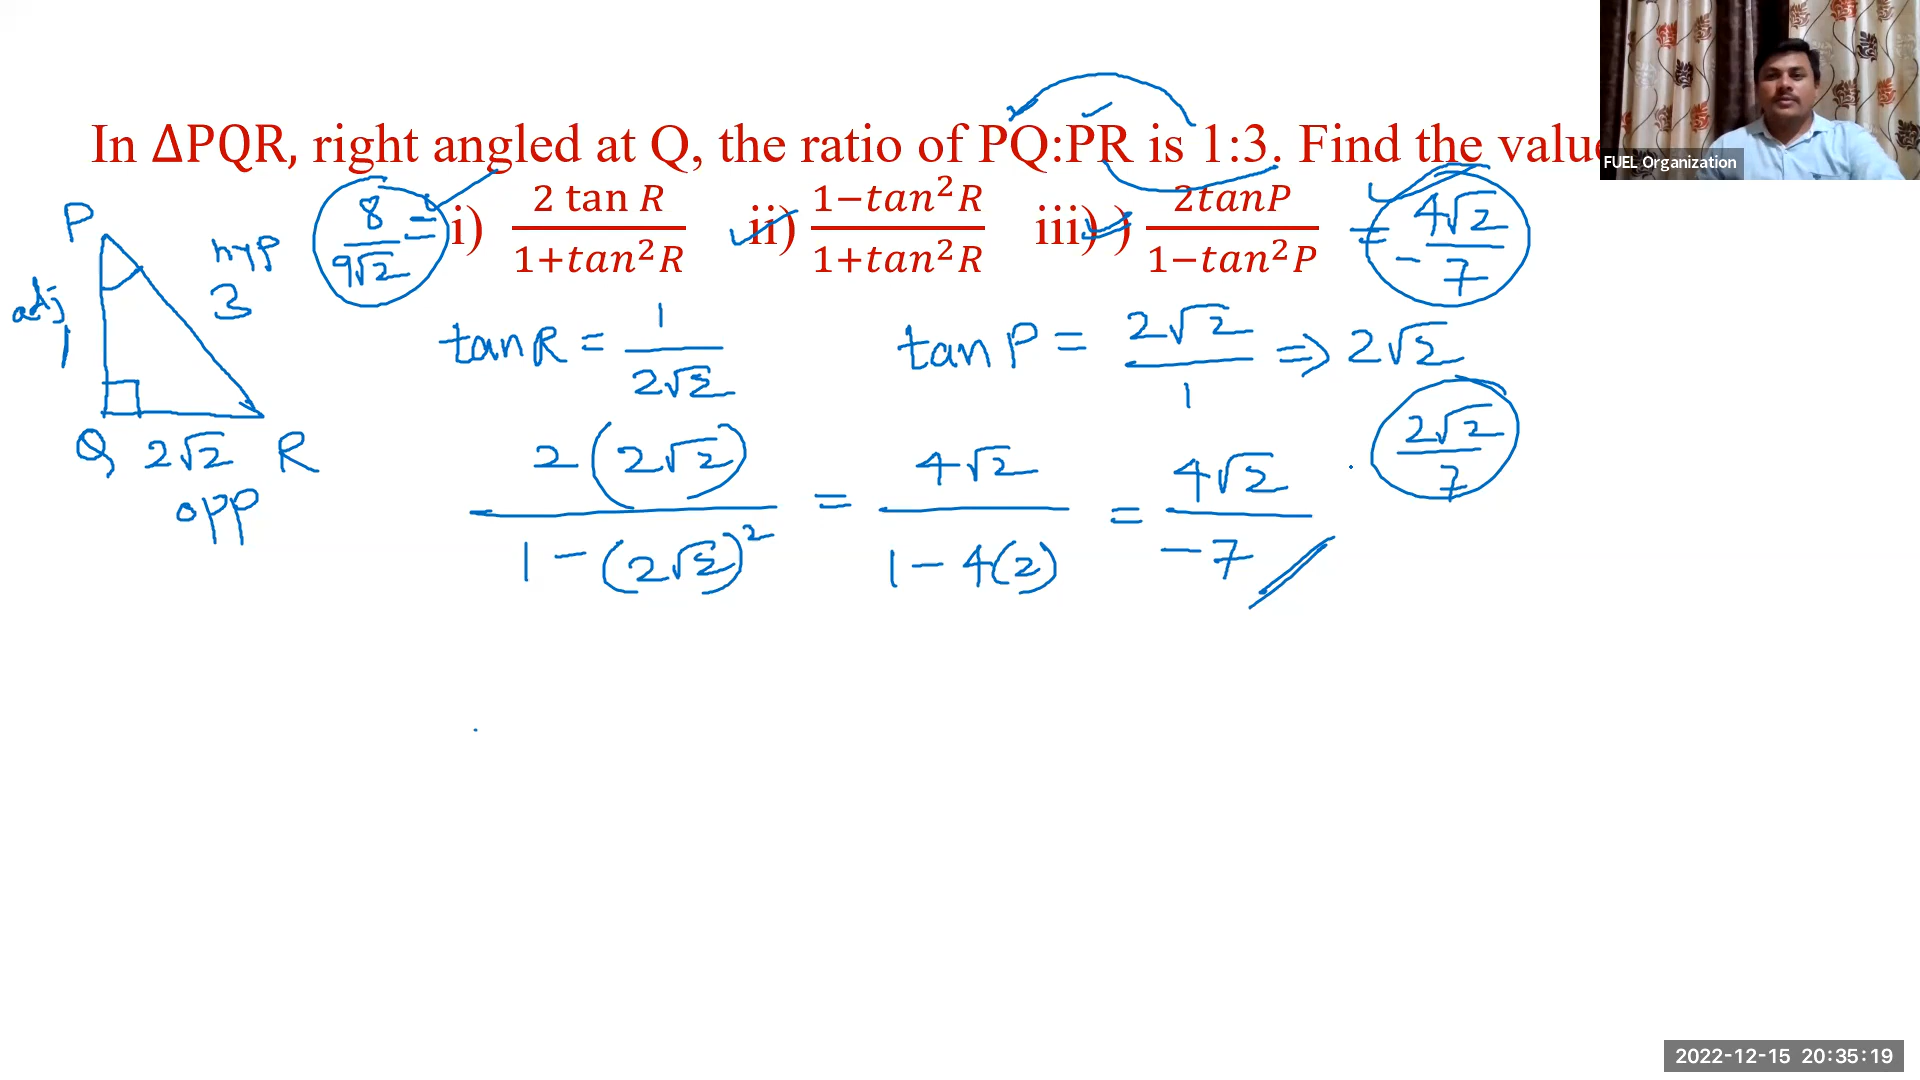 In ΔPQR, right angled at Q, the ratio of PQ:PR is 1:3. Find the value
FUEL Organization
8/9√2 = i) 2 tan R/1+tan²R ii) 1−tan²R/1+tan²R iii) ) 2tanP/1−tan²P = −4√2/7
P
hyp
3
adj
1
Q 2√2 R
opp
tan R = 1/2√2 tan P = 2√2/1 ⇒ 2√2
2√2/7
2(2√2)/1−(2√2)² = 4√2/1−4(2) = 4√2/−7
2022-12-15 20:35:19